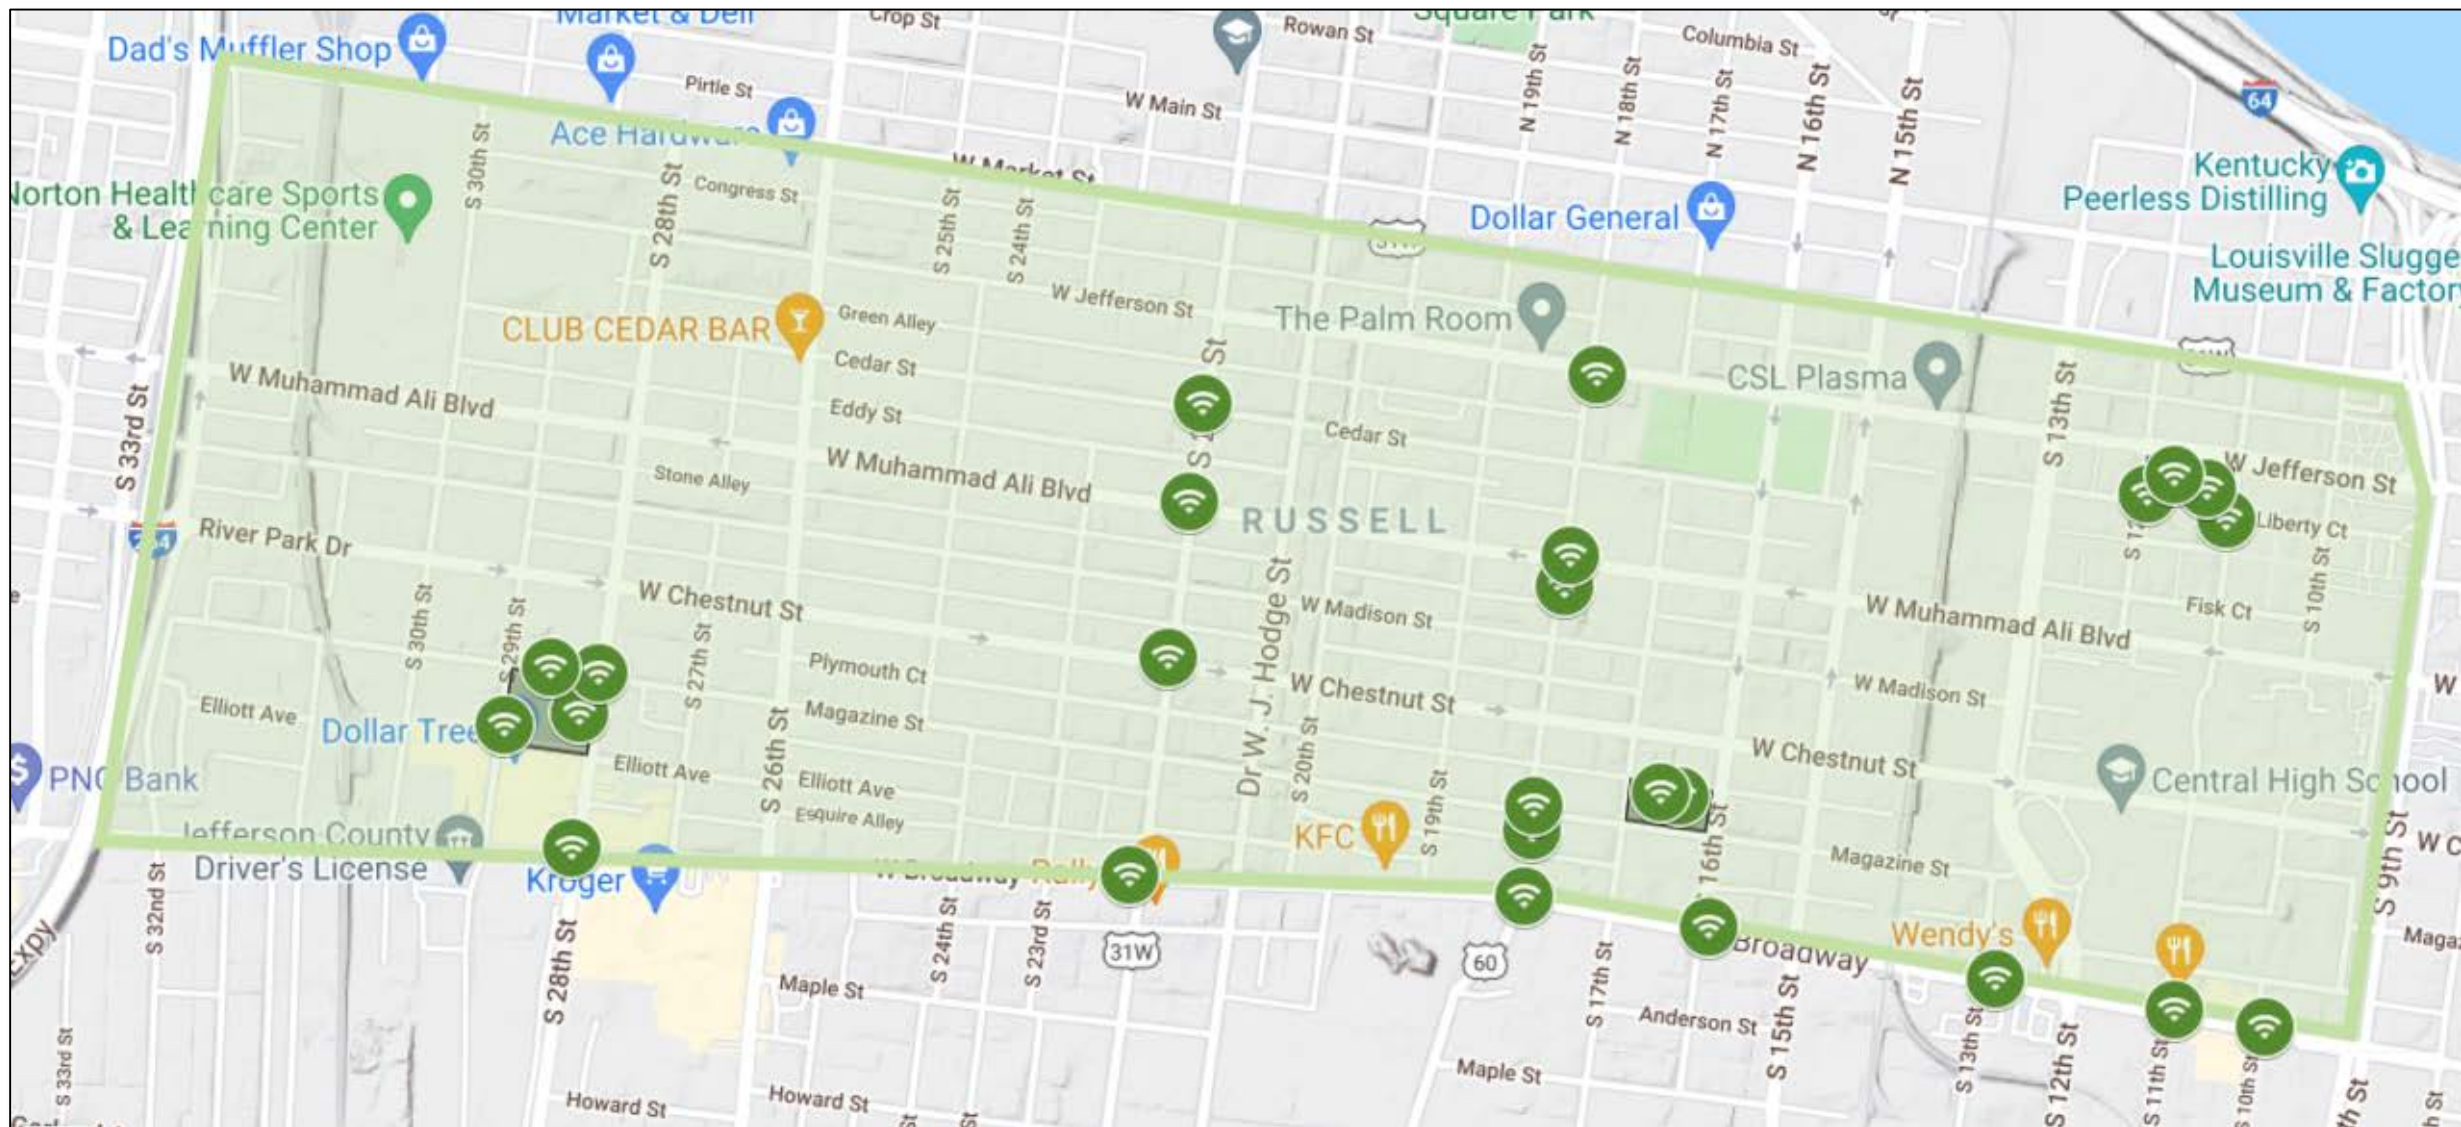 Market & Deli
Crop St
Rowan St
Square Park
Columbia St
Dad's Muffler Shop
Pirtle St
W Main St
N 19th St
N 18th St
N 17th St
N 16th St
N 15th St
64
Ace Hardware
W Market St
Kentucky
Peerless Distilling
Norton Healthcare Sports
& Learning Center
S 30th St
S 28th St
Congress St
S 25th St
S 24th St
Dollar General
Louisville Slugge
Museum & Factory
W Jefferson St
CLUB CEDAR BAR
Green Alley
The Palm Room
Cedar St
CSL Plasma
W Muhammad Ali Blvd
S 33rd St
Eddy St
St
Cedar St
S 13th St
Stone Alley
W Muhammad Ali Blvd
RUSSELL
W Jefferson St
Liberty Ct
River Park Dr
S 30th St
S 29th St
W Chestnut St
S 27th St
W Madison St
Dr W. J. Hodge St
W Muhammad Ali Blvd
Fisk Ct
S 10th St
Plymouth Ct
W Chestnut St
W Madison St
Elliott Ave
Magazine St
Dollar Tree
S 26th St
S 20th St
W Chestnut St
PNC Bank
Elliott Ave
Elliott Ave
Esquire Alley
S 19th St
KFC
16th St
Central High School
S 9th St
W C
Jefferson County
Driver's License
Kroger
W Broadway
Rally
Magazine St
S 32nd St
S 28th St
S 24th St
S 23rd St
31W
60
S 17th St
Broadway
Wendy's
Maga
Expy
Maple St
Anderson St
S 15th St
S 13th St
S 12th St
S 11th St
S 10th St
S 33rd St
Howard St
Howard St
Maple St